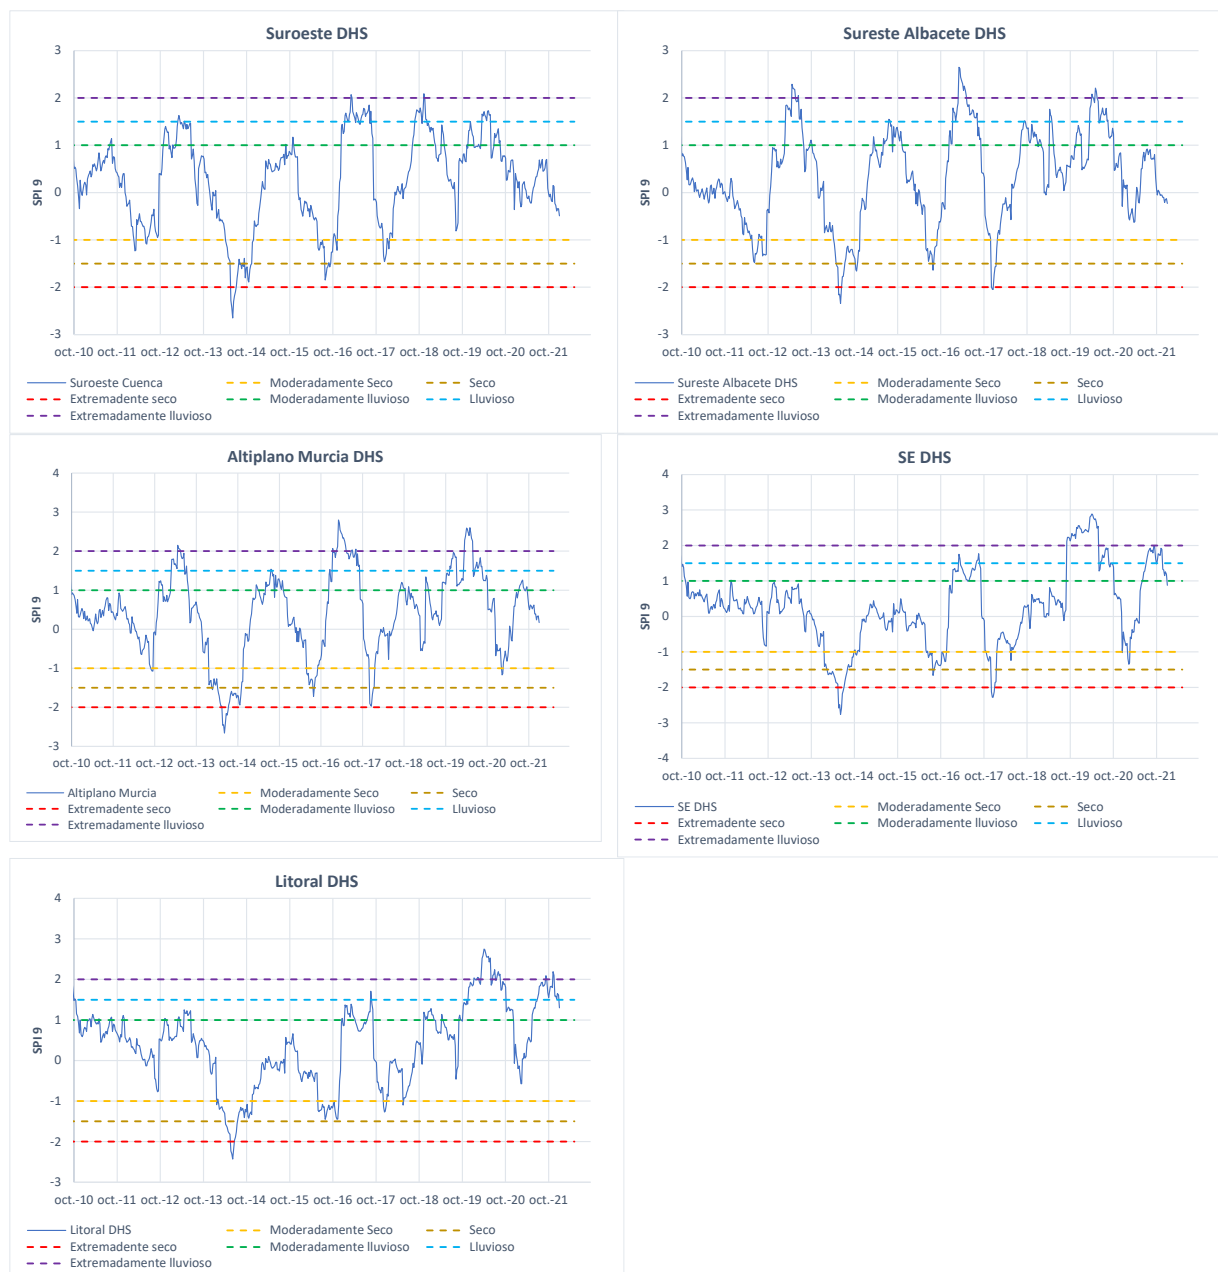 Suroeste DHS
3
2
1
0
-1
-2
-3
SPI 9
oct.-10 oct.-11 oct.-12 oct.-13 oct.-14 oct.-15 oct.-16 oct.-17 oct.-18 oct.-19 oct.-20 oct.-21
Suroeste Cuenca Moderadamente Seco Seco
Extremadente seco Moderadamente lluvioso Lluvioso
Extremadamente lluvioso
Sureste Albacete DHS
3
2
1
0
-1
-2
-3
SPI 9
oct.-10 oct.-11 oct.-12 oct.-13 oct.-14 oct.-15 oct.-16 oct.-17 oct.-18 oct.-19 oct.-20 oct.-21
Sureste Albacete DHS Moderadamente Seco Seco
Extremadente seco Moderadamente lluvioso Lluvioso
Extremadamente lluvioso
Altiplano Murcia DHS
4
3
2
1
0
-1
-2
-3
SPI 9
oct.-10 oct.-11 oct.-12 oct.-13 oct.-14 oct.-15 oct.-16 oct.-17 oct.-18 oct.-19 oct.-20 oct.-21
Altiplano Murcia Moderadamente Seco Seco
Extremadente seco Moderadamente lluvioso Lluvioso
Extremadamente lluvioso
SE DHS
4
3
2
1
0
-1
-2
-3
-4
SPI 9
oct.-10 oct.-11 oct.-12 oct.-13 oct.-14 oct.-15 oct.-16 oct.-17 oct.-18 oct.-19 oct.-20 oct.-21
SE DHS Moderadamente Seco Seco
Extremadente seco Moderadamente lluvioso Lluvioso
Extremadamente lluvioso
Litoral DHS
4
3
2
1
0
-1
-2
-3
SPI 9
oct.-10 oct.-11 oct.-12 oct.-13 oct.-14 oct.-15 oct.-16 oct.-17 oct.-18 oct.-19 oct.-20 oct.-21
Litoral DHS Moderadamente Seco Seco
Extremadente seco Moderadamente lluvioso Lluvioso
Extremadamente lluvioso